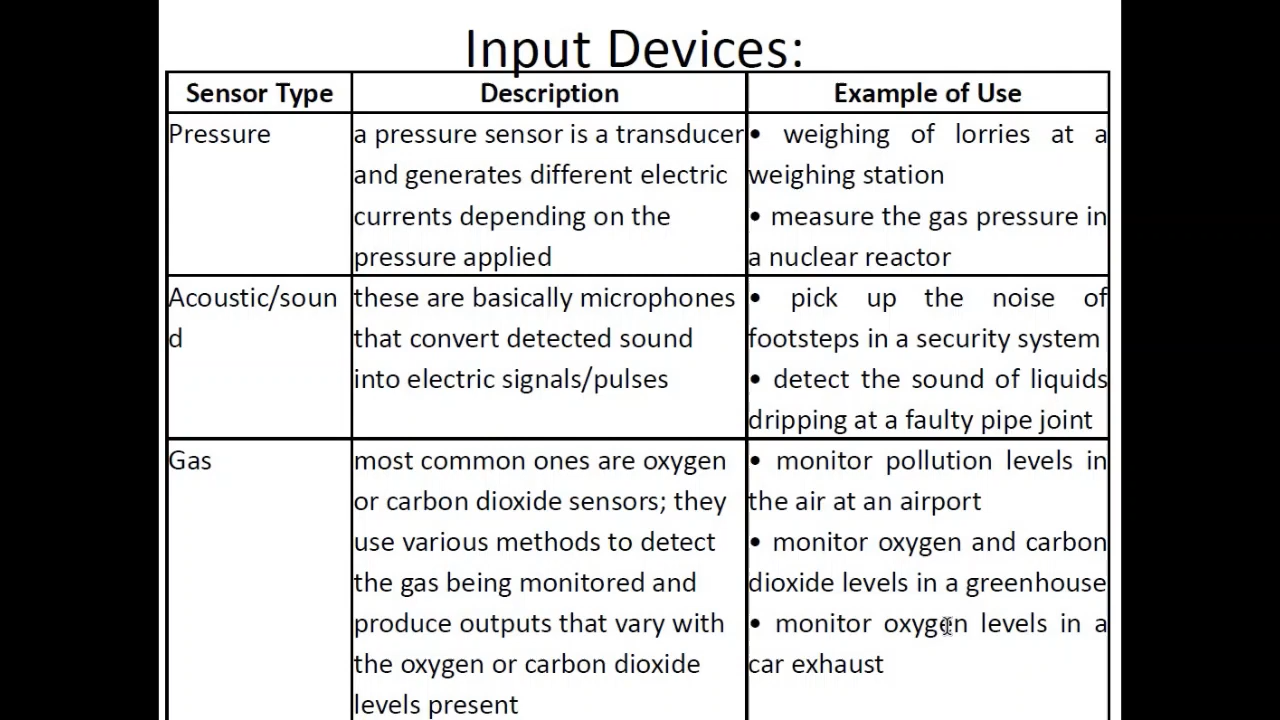 Input Devices:
Sensor Type
Description
Example of Use
Pressure
a pressure sensor is a transducer
and generates different electric
currents depending on the
pressure applied
• weighing of lorries at a
weighing station
• measure the gas pressure in
a nuclear reactor
Acoustic/soun
d
these are basically microphones
that convert detected sound
into electric signals/pulses
• pick up the noise of
footsteps in a security system
• detect the sound of liquids
dripping at a faulty pipe joint
Gas
most common ones are oxygen
or carbon dioxide sensors; they
use various methods to detect
the gas being monitored and
produce outputs that vary with
the oxygen or carbon dioxide
levels present
• monitor pollution levels in
the air at an airport
• monitor oxygen and carbon
dioxide levels in a greenhouse
• monitor oxygen levels in a
car exhaust